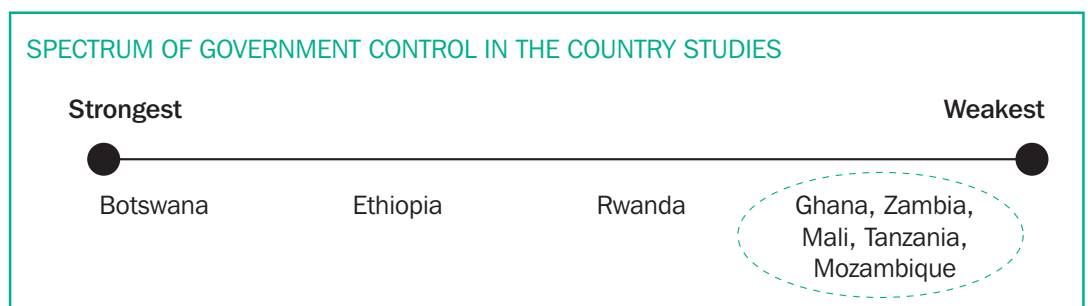 SPECTRUM OF GOVERNMENT CONTROL IN THE COUNTRY STUDIES
Strongest Weakest
Botswana Ethiopia Rwanda Ghana, Zambia,
Mali, Tanzania,
Mozambique